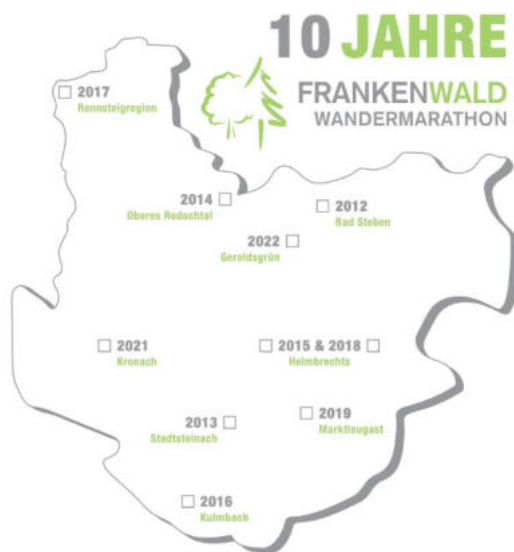 10 JAHRE
FRANKENWALD
WANDERMARATHON
2017
Rennsteigregion
2014
Oberes Rodachtal
2012
Bad Steben
2022
Geroldsgrün
2021
Kronach
2015 & 2018
Helmbrechts
2013
Stadtsteinach
2019
Marktleugast
2016
Kulmbach